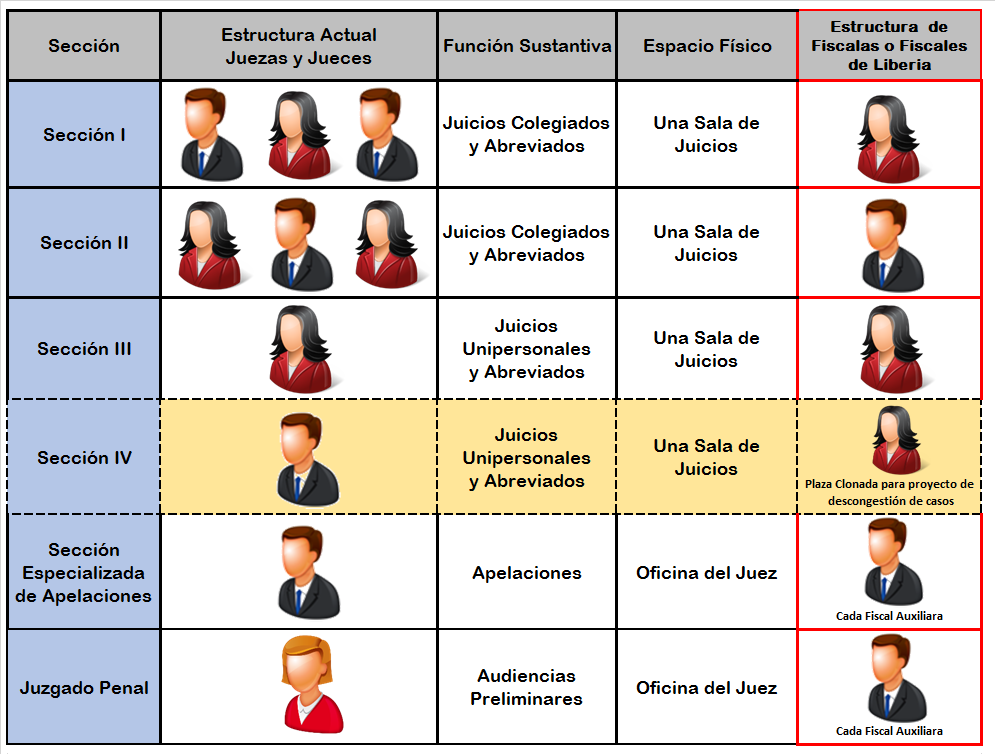 Sección
Estructura Actual
Juezas y Jueces
Función Sustantiva
Espacio Físico
Estructura de
Fiscalas o Fiscales
de Liberia
Sección I
Juicios Colegiados
y Abreviados
Una Sala de
Juicios
Sección II
Juicios Colegiados
y Abreviados
Una Sala de
Juicios
Sección III
Juicios
Unipersonales
y Abreviados
Una Sala de
Juicios
Sección IV
Juicios
Unipersonales
y Abreviados
Una Sala de
Juicios
Plaza Clonada para proyecto de
descongestión de casos
Sección
Especializada
de Apelaciones
Apelaciones
Oficina del Juez
Cada Fiscal Auxiliara
Juzgado Penal
Audiencias
Preliminares
Oficina del Juez
Cada Fiscal Auxiliara